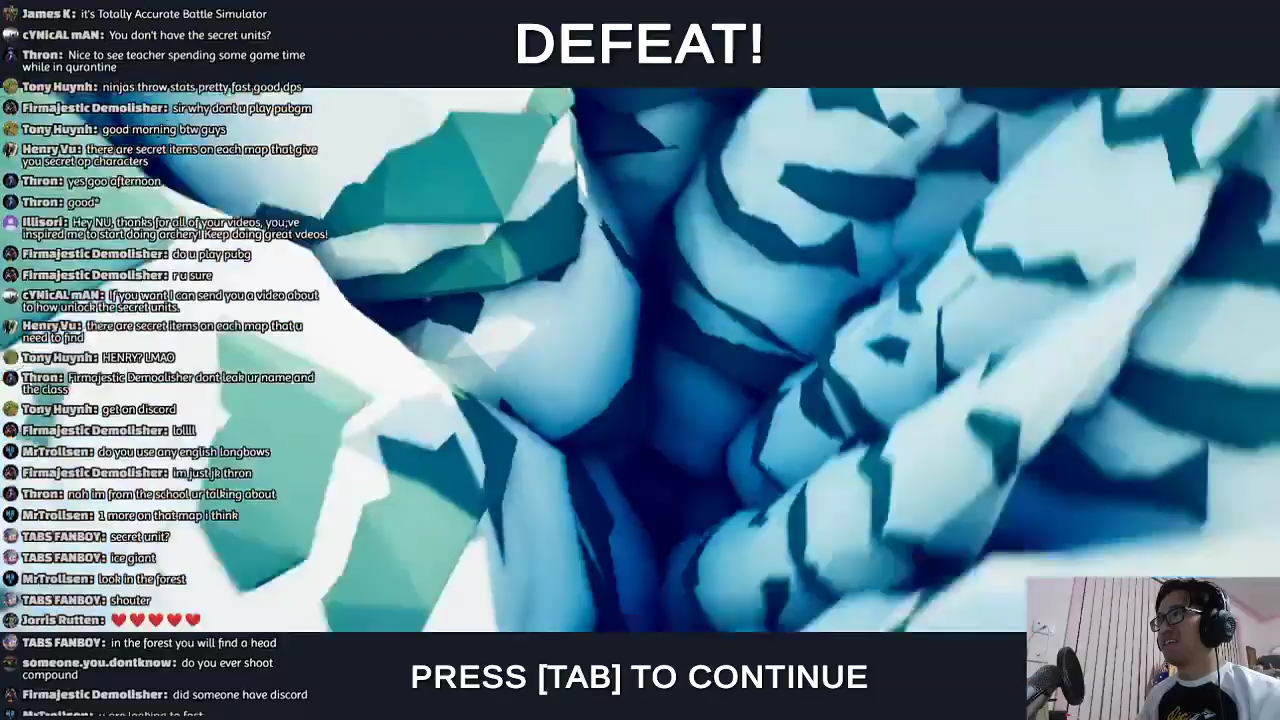 DEFEAT!
James K: it's Totally Accurate Battle Simulator
cYNicAL mAN: You don't have the secret units?
Thron: Nice to see teacher spending some game time
while in qurantine
Tony Huynh: ninjas throw stats pretty fast good dps
Firmajestic Demolisher: sir why dont u play pubgm
Tony Huynh: good morning btw guys
Henry Vu: there are secret items on each map that give
you secret op characters
Thron: yes goo afternoon
Thron: good*
Illisori: Hey NU, thanks for all of your videos, you;ve
inspired me to start doing archery! Keep doing great vdeos!
Firmajestic Demolisher: do u play pubg
Firmajestic Demolisher: r u sure
cYNicAL mAN: If you want I can send you a video about
to how unlock the secret units.
Henry Vu: there are secret items on each map that u
need to find
Tony Huynh: HENRY? LMAO
Thron: Firmajestic Demoalisher dont leak ur name and
the class
Tony Huynh: get on discord
Firmajestic Demolisher: lollll
MrTrollsen: do you use any english longbows
Firmajestic Demolisher: im just jk thron
Thron: nah im from the school ur talking about
MrTrollsen: 1 more on that map i think
TABS FANBOY: secret unit?
TABS FANBOY: ice giant
MrTrollsen: look in the forest
TABS FANBOY: shouter
Jorris Rutten: ❤❤❤❤❤
TABS FANBOY: in the forest you will find a head
someone.you.dontknow: do you ever shoot
compound
Firmajestic Demolisher: did someone have discord
MrTrollsen: u are looking to fast
PRESS [TAB] TO CONTINUE